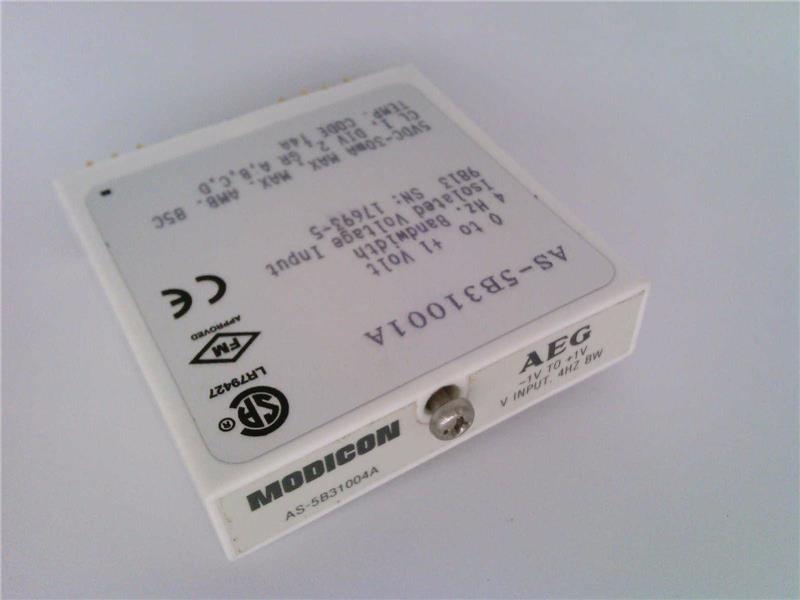 AS-5B31001A
0 to +1 Volt
4 Hz. Bandwidth
Isolated Voltage Input
9813 SN: 17693-5
5VDC-30mA MAX, MAX: AMB. 85C
CL I, DIV 2, GR A,B,C,D
TEMP. CODE T4A
CE
FM
APPROVED
LR79427
SA ®
MODICON
AS-5B31004A
AEG
-1V TO +1V
V INPUT, 4HZ BW